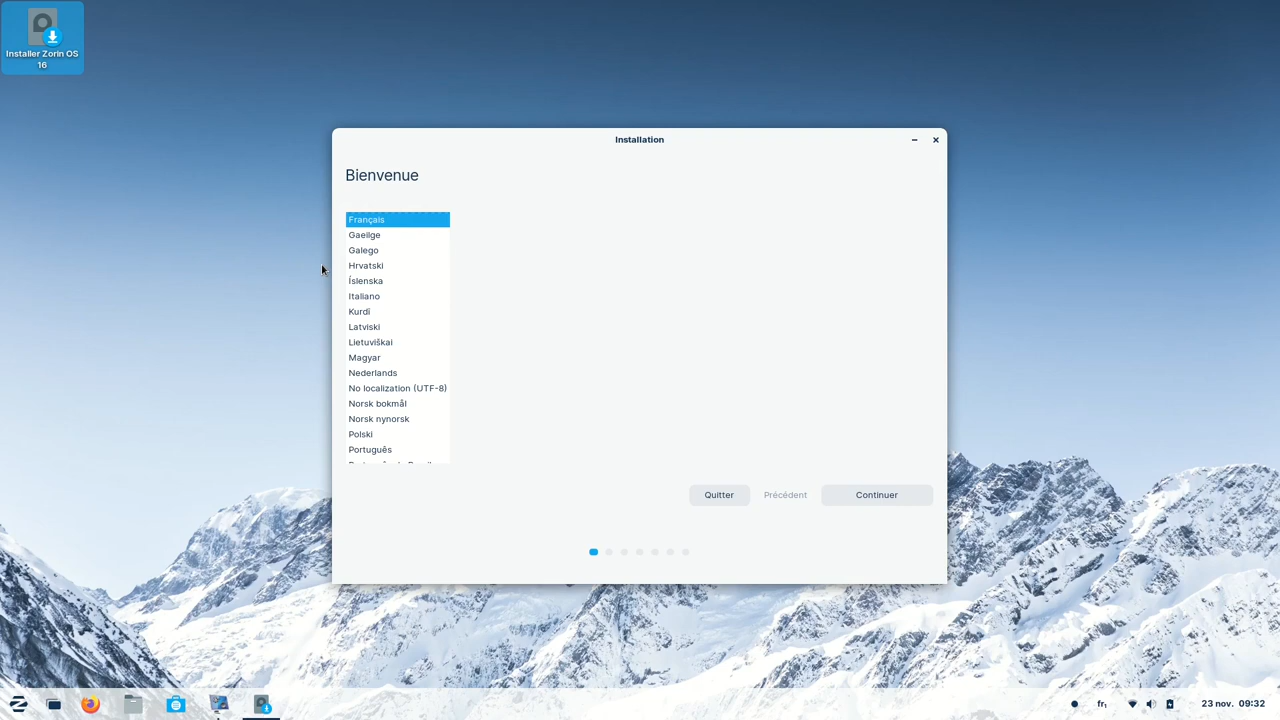 Installer Zorin OS
16
Installation
Bienvenue
Français
Gaeilge
Galego
Hrvatski
Íslenska
Italiano
Kurdî
Latviski
Lietuviškai
Magyar
Nederlands
No localization (UTF-8)
Norsk bokmål
Norsk nynorsk
Polski
Português
Quitter
Précédent
Continuer
fr₁
23 nov. 09:32